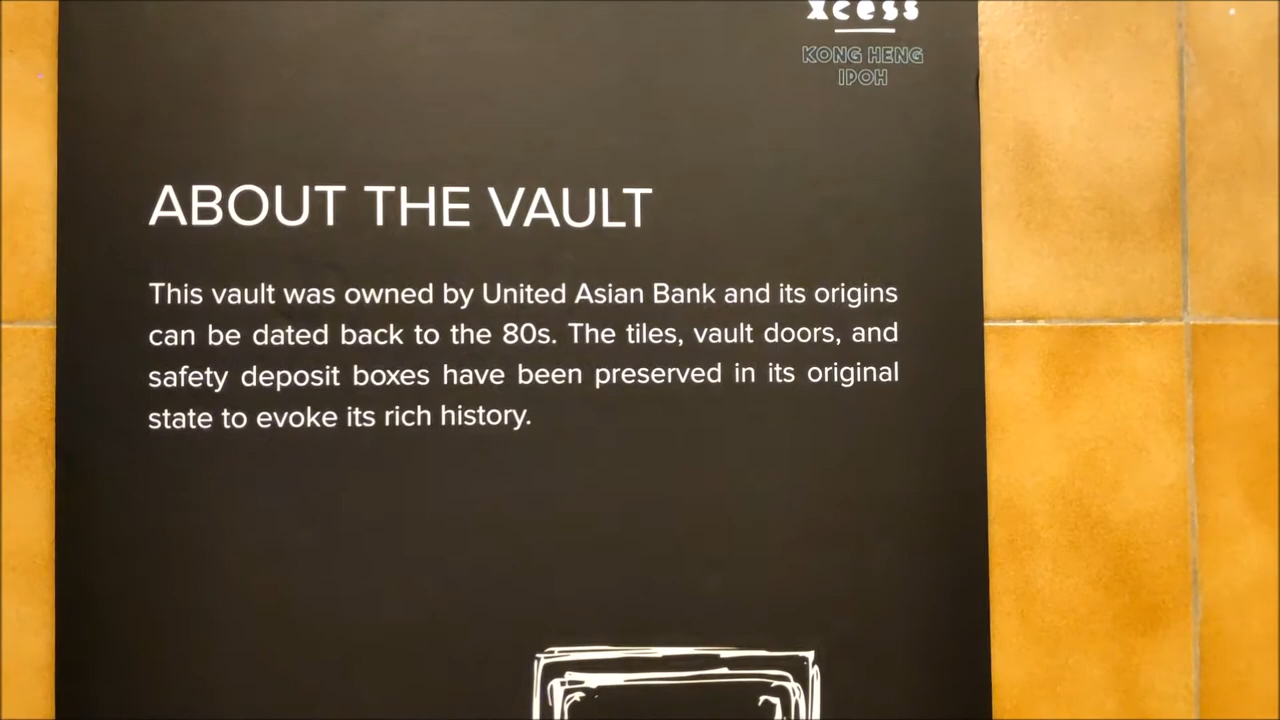 xcess
KONG HENG
IPOH
ABOUT THE VAULT
This vault was owned by United Asian Bank and its origins
can be dated back to the 80s. The tiles, vault doors, and
safety deposit boxes have been preserved in its original
state to evoke its rich history.